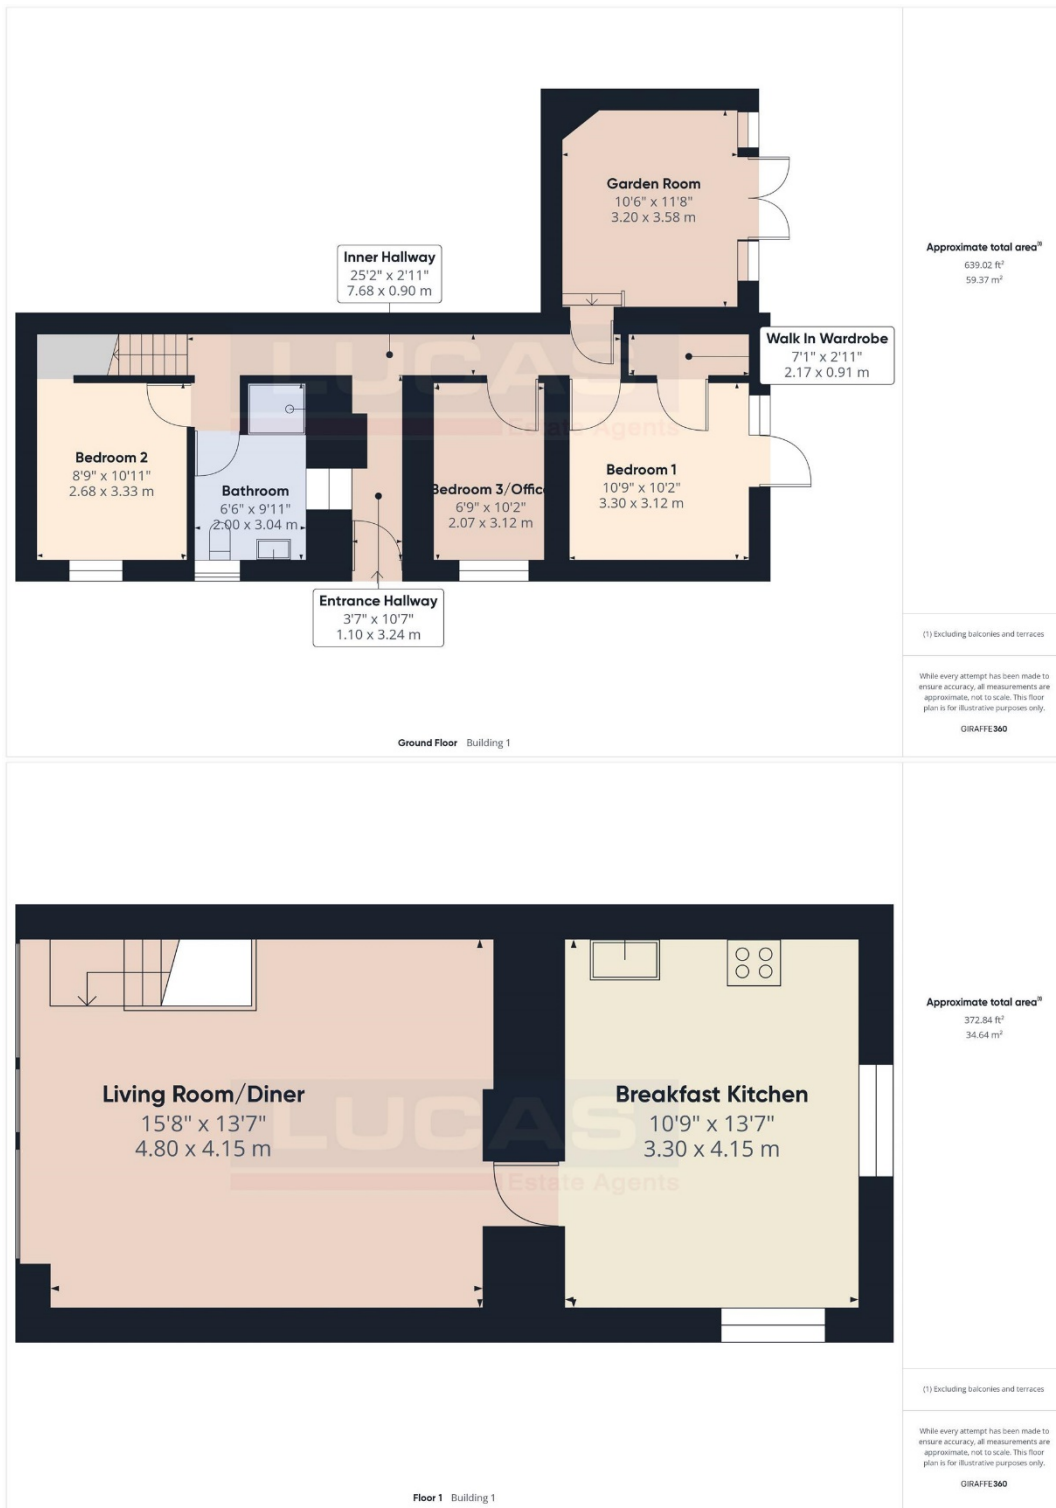 Garden Room
10'6" x 11'8"
3.20 x 3.58 m
Inner Hallway
25'2" x 2'11"
7.68 x 0.90 m
Walk In Wardrobe
7'1" x 2'11"
2.17 x 0.91 m
LUCAS
Estate Agents
Bedroom 2
8'9" x 10'11"
2.68 x 3.33 m
Bathroom
6'6" x 9'11"
2.00 x 3.04 m
Bedroom 3/Office
6'9" x 10'2"
2.07 x 3.12 m
Bedroom 1
10'9" x 10'2"
3.30 x 3.12 m
Entrance Hallway
3'7" x 10'7"
1.10 x 3.24 m
Ground Floor Building 1
Approximate total area⁽¹⁾
639.02 ft²
59.37 m²
(1) Excluding balconies and terraces
While every attempt has been made to
ensure accuracy, all measurements are
approximate, not to scale. This floor
plan is for illustrative purposes only.
GIRAFFE360
Living Room/Diner
15'8" x 13'7"
4.80 x 4.15 m
Breakfast Kitchen
10'9" x 13'7"
3.30 x 4.15 m
LUCAS
Estate Agents
Floor 1 Building 1
Approximate total area⁽¹⁾
372.84 ft²
34.64 m²
(1) Excluding balconies and terraces
While every attempt has been made to
ensure accuracy, all measurements are
approximate, not to scale. This floor
plan is for illustrative purposes only.
GIRAFFE360